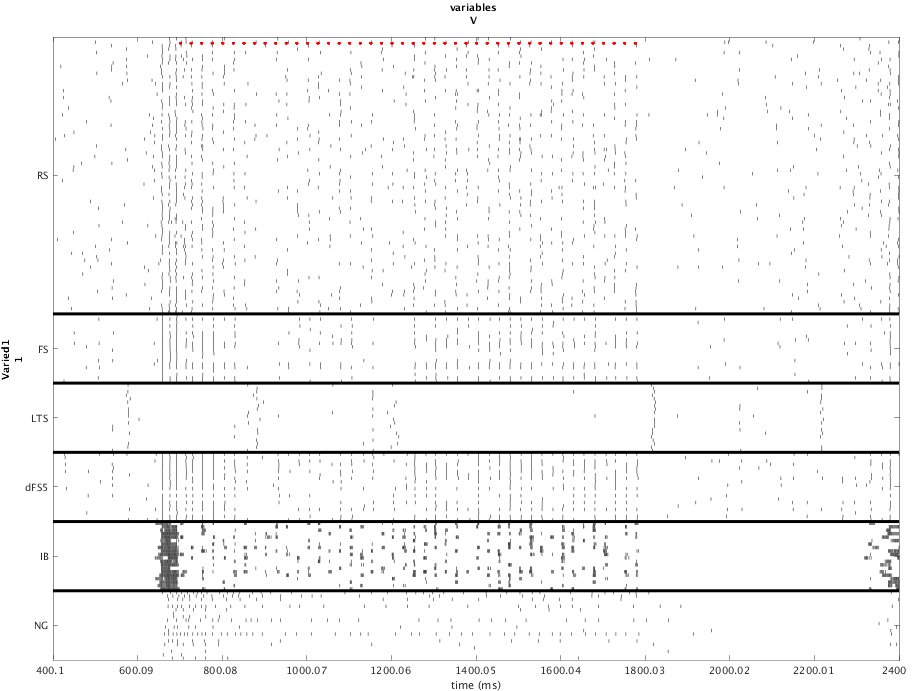 variables
V
RS
FS
LTS
dFS5
IB
NG
Varied1
1
400.1 600.09 800.08 1000.07 1200.06 1400.05 1600.04 1800.03 2000.02 2200.01 2400
time (ms)